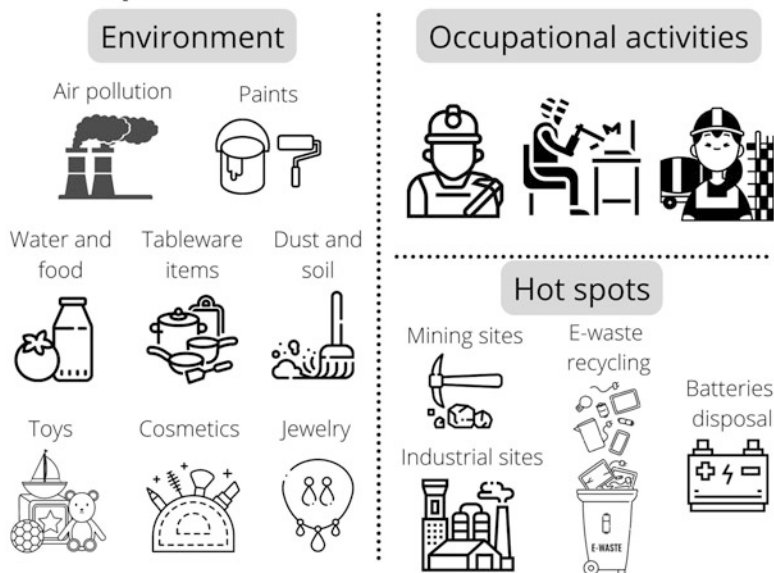 Environment
Air pollution
Paints
Water and
food
Tableware
items
Dust and
soil
Toys
Cosmetics
Jewelry
Occupational activities
Hot spots
Mining sites
E-waste
recycling
Batteries
disposal
Industrial sites
E-WASTE